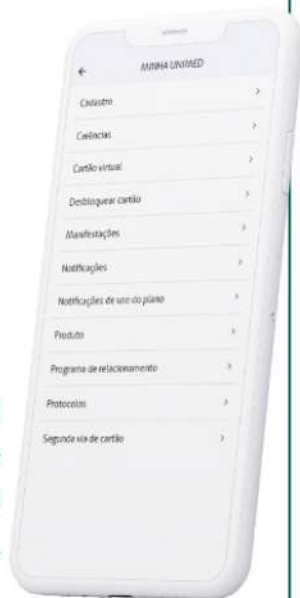 MINHA UNIMED
Cadastro
Carências
Cartão virtual
Desbloquear cartão
Manifestações
Notificações
Notificações de uso do plano
Produto
Programa de relacionamento
Protocolos
Segunda via de cartão